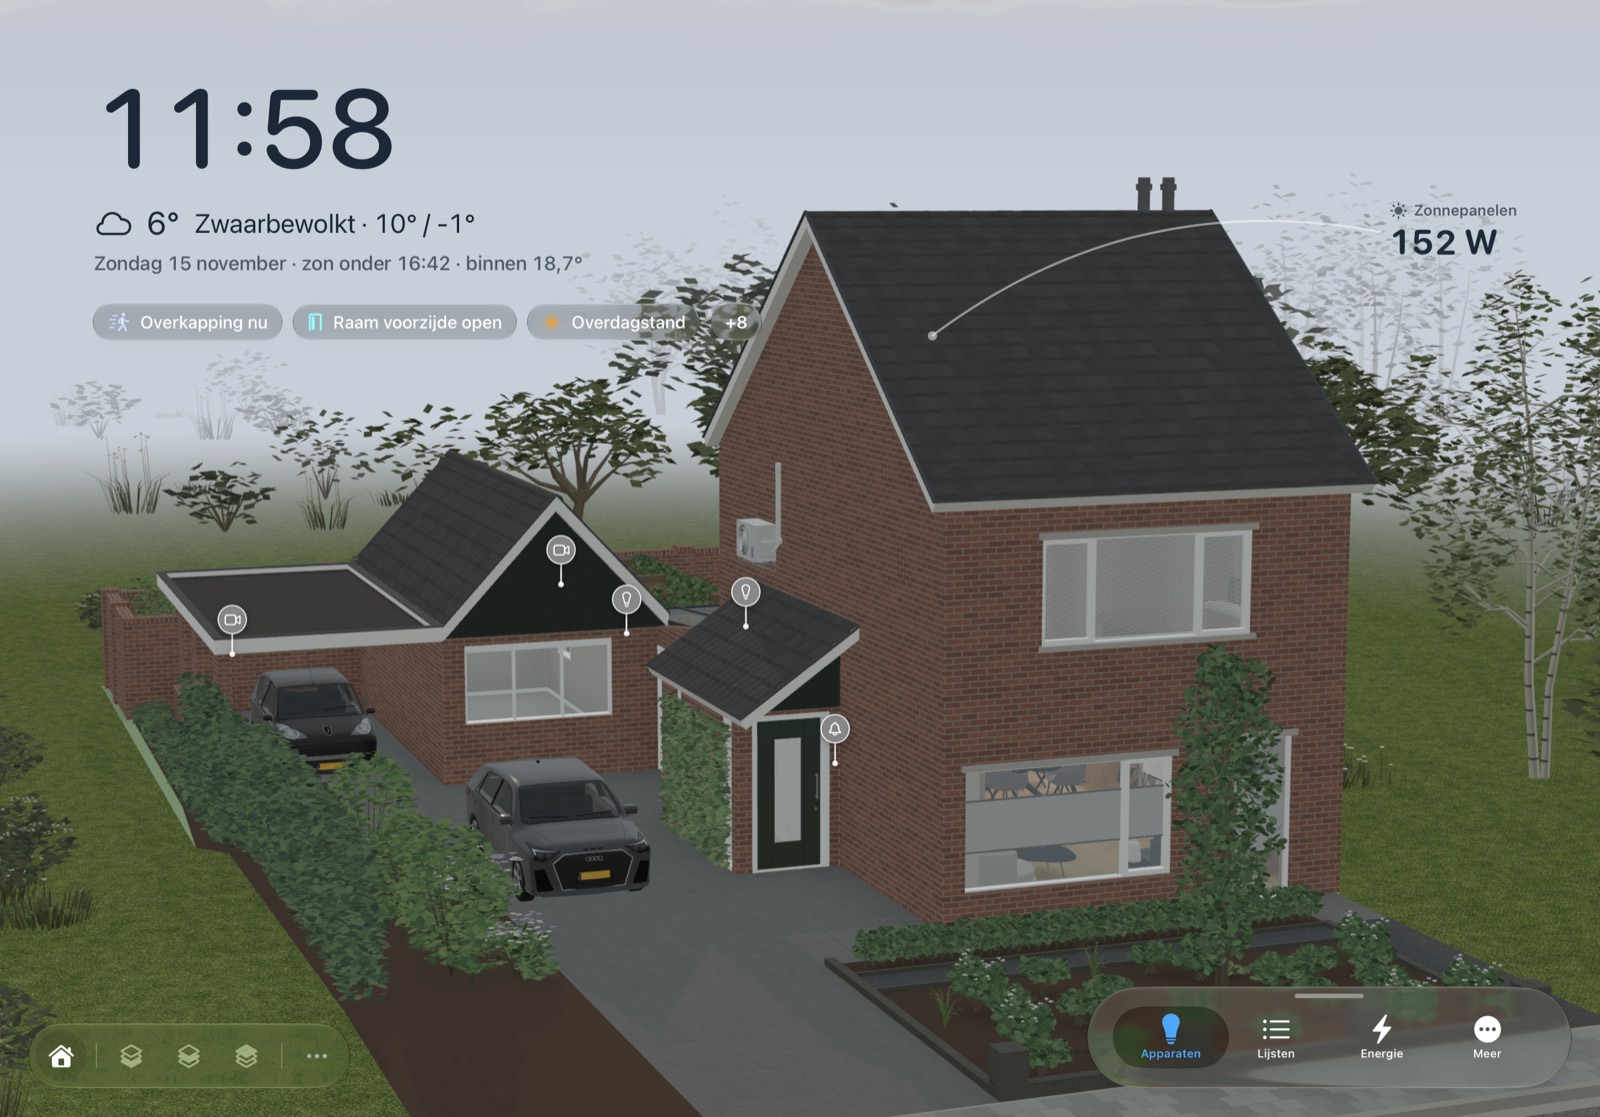 11:58
6° Zwaarbewolkt · 10° / -1°
Zondag 15 november · zon onder 16:42 · binnen 18,7°
Overkapping nu
Raam voorzijde open
Overdagstand
+8
Zonnepanelen
152 W
Apparaten
Lijsten
Energie
Meer